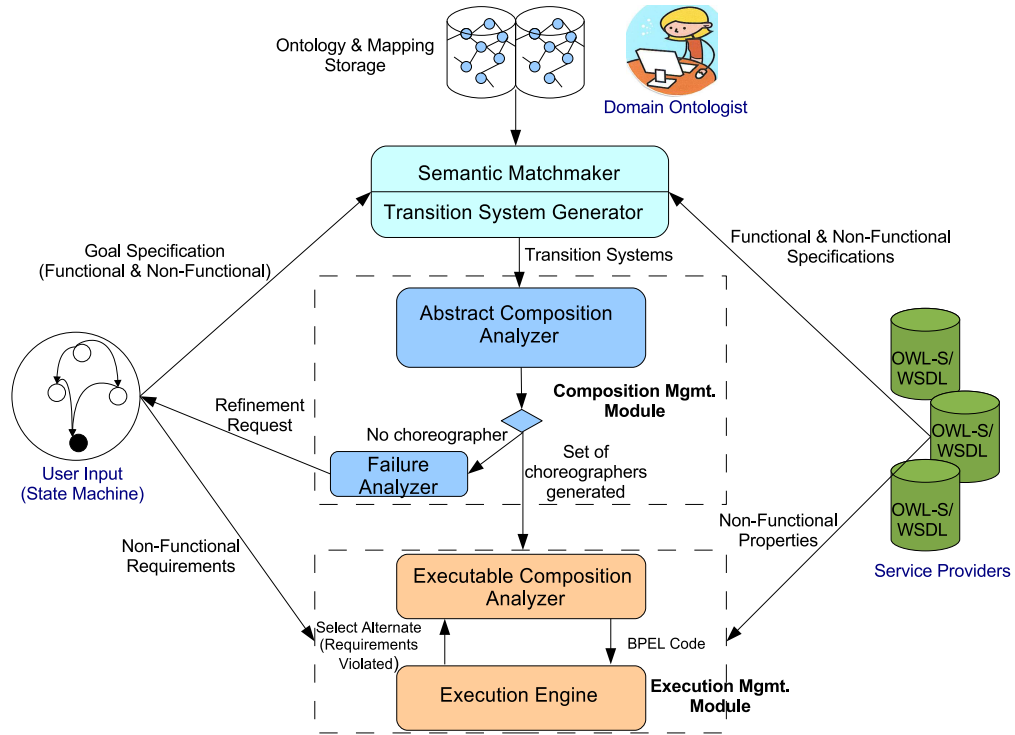 Ontology & Mapping
Storage
Domain Ontologist
Semantic Matchmaker
Transition System Generator
Goal Specification
(Functional & Non-Functional)
Transition Systems
Functional & Non-Functional
Specifications
Abstract Composition
Analyzer
OWL-S/
WSDL
Composition Mgmt.
Module
Refinement
Request
No choreographer
OWL-S/
WSDL
Failure
Analyzer
Set of
choreographers
generated
User Input
(State Machine)
OWL-S/
WSDL
Non-Functional
Properties
Non-Functional
Requirements
Service Providers
Executable Composition
Analyzer
Select Alternate
(Requirements
Violated)
BPEL Code
Execution Engine
Execution Mgmt.
Module